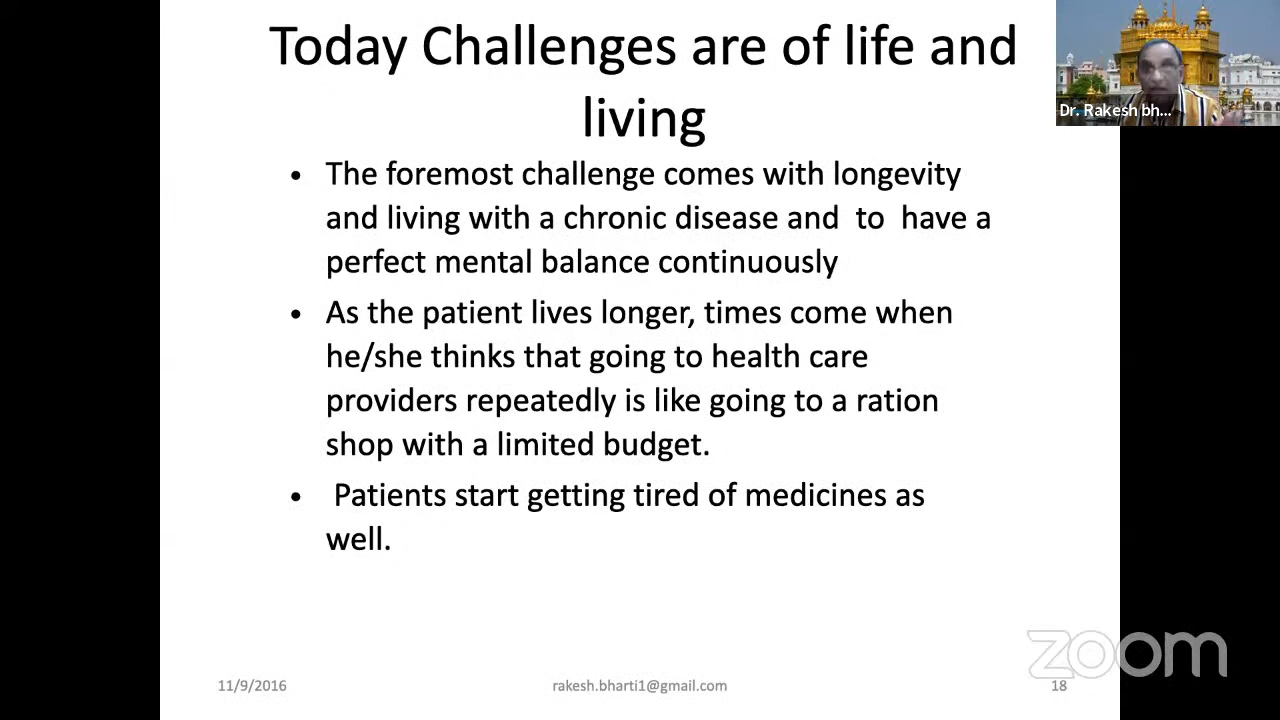 Today Challenges are of life and
living
Dr. Rakesh bh...
• The foremost challenge comes with longevity
and living with a chronic disease and to have a
perfect mental balance continuously
• As the patient lives longer, times come when
he/she thinks that going to health care
providers repeatedly is like going to a ration
shop with a limited budget.
• Patients start getting tired of medicines as
well.
zoom
11/9/2016
rakesh.bharti1@gmail.com
18